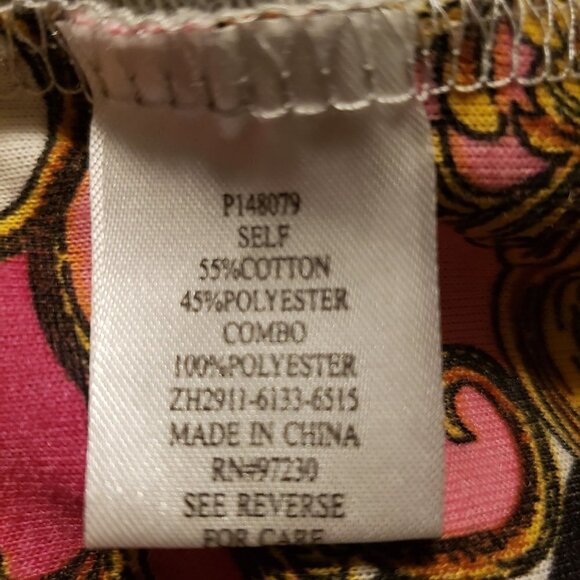 P148079
SELF
55%COTTON
45%POLYESTER
COMBO
100%POLYESTER
ZH2911-6133-6515
MADE IN CHINA
RN#97230
SEE REVERSE
FOR CARE